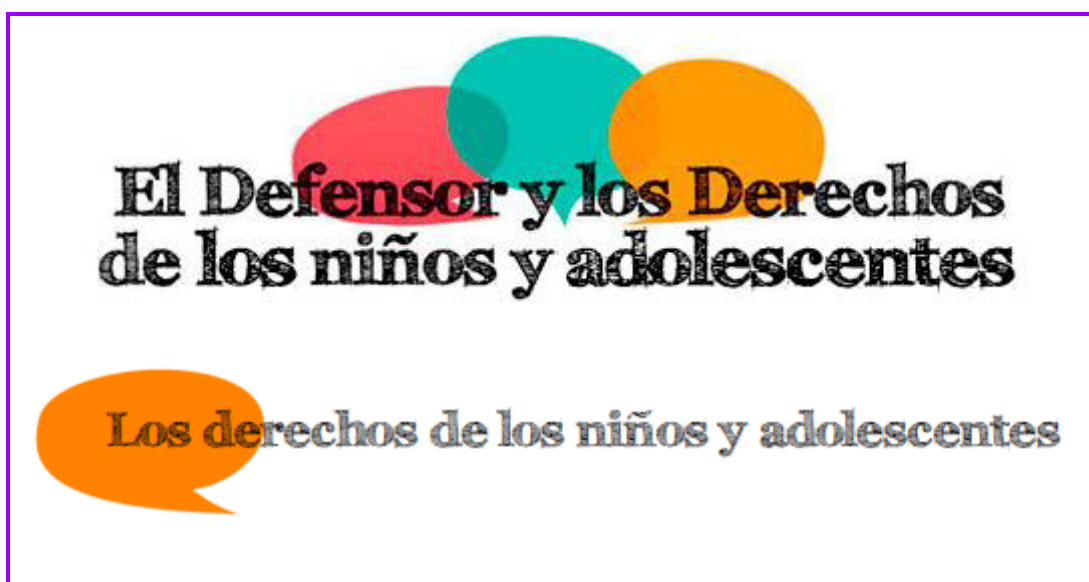 El Defensor y los Derechos
de los niños y adolescentes
Los derechos de los niños y adolescentes